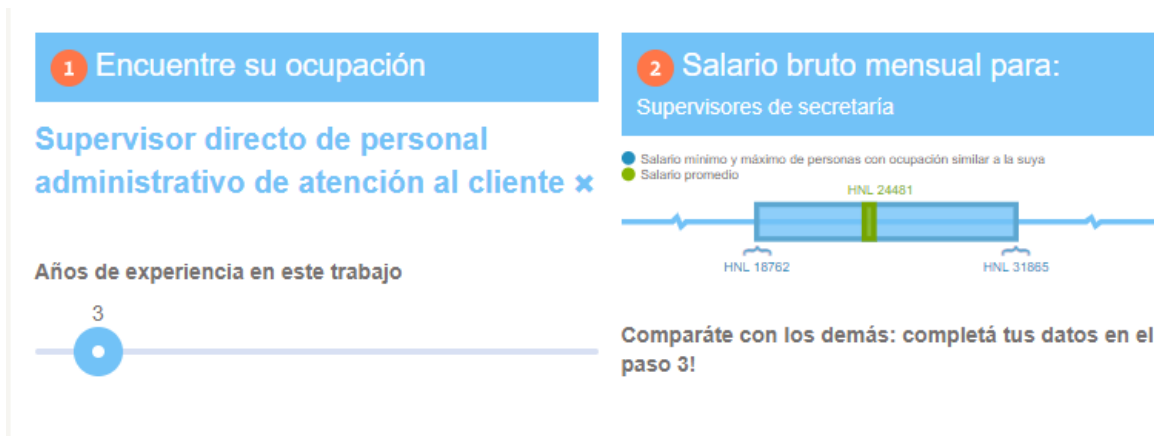 1 Encuentre su ocupación
Supervisor directo de personal
administrativo de atención al cliente ×
Años de experiencia en este trabajo
3
2 Salario bruto mensual para:
Supervisores de secretaría
Salario mínimo y máximo de personas con ocupación similar a la suya
Salario promedio
HNL 24481
HNL 18762
HNL 31865
Comparáte con los demás: completá tus datos en el
paso 3!